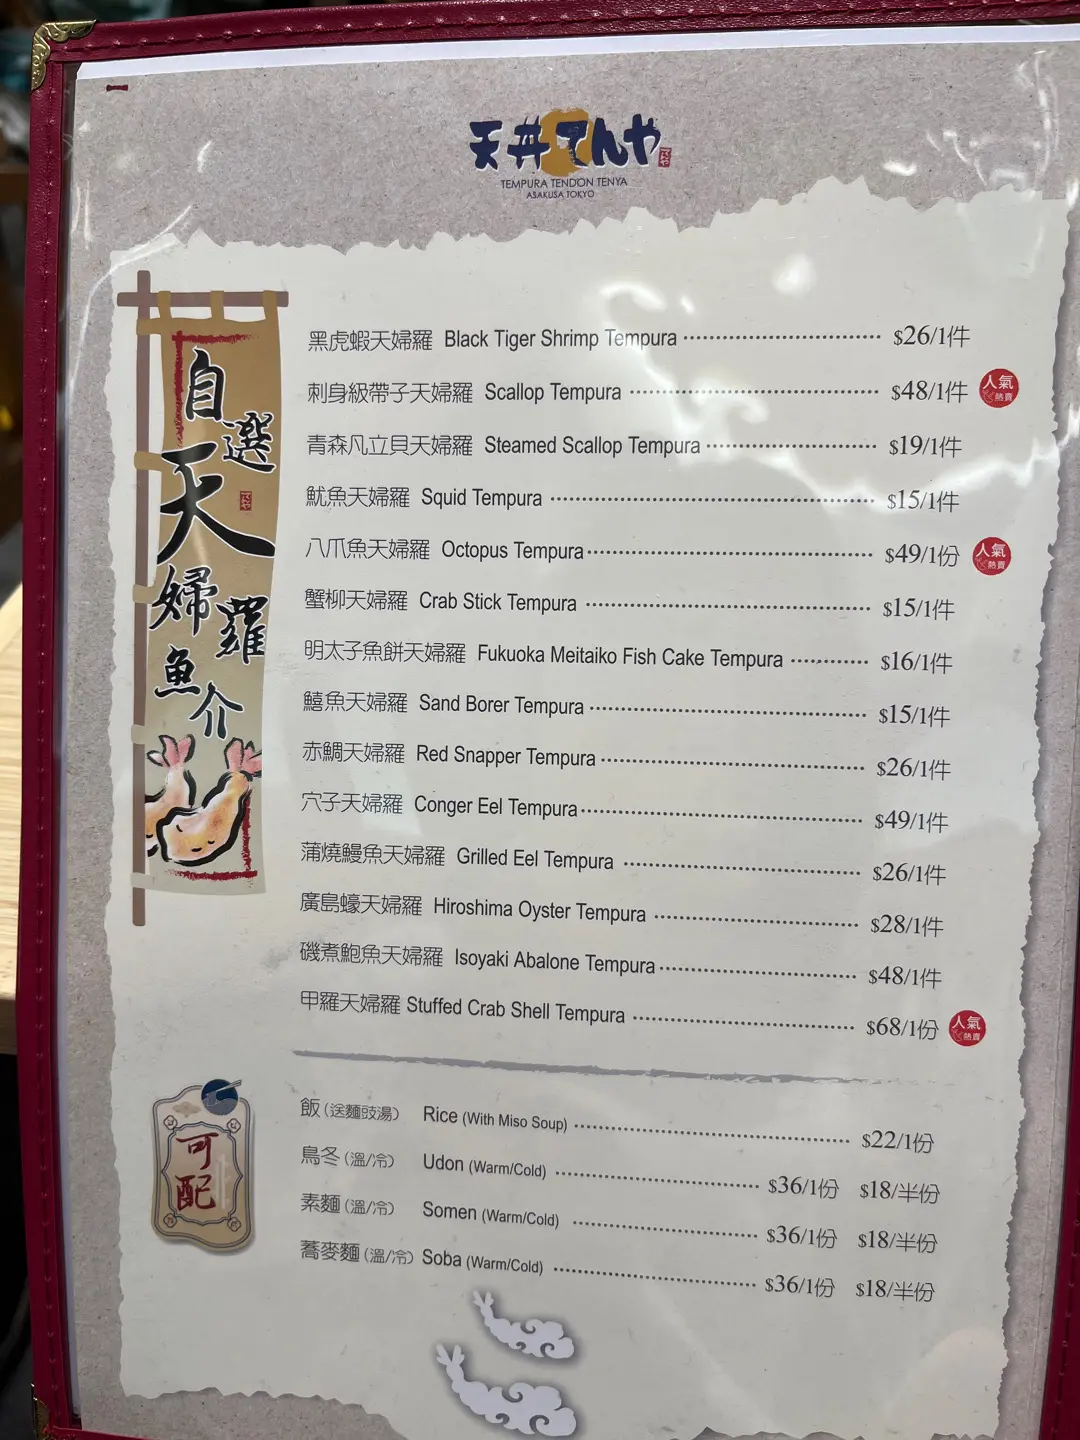 天丼てんや
TEMPURA TENDON TENYA
ASAKUSA TOKYO
自選天婦羅
魚介
黑虎蝦天婦羅 Black Tiger Shrimp Tempura $26/1件
刺身級帶子天婦羅 Scallop Tempura $48/1件 人氣熱賣
青森凡立貝天婦羅 Steamed Scallop Tempura $19/1件
魷魚天婦羅 Squid Tempura $15/1件
八爪魚天婦羅 Octopus Tempura $49/1份 人氣熱賣
蟹柳天婦羅 Crab Stick Tempura $15/1件
明太子魚餅天婦羅 Fukuoka Meitaiko Fish Cake Tempura $16/1件
鱚魚天婦羅 Sand Borer Tempura $15/1件
赤鯛天婦羅 Red Snapper Tempura $26/1件
穴子天婦羅 Conger Eel Tempura $49/1件
蒲燒鰻魚天婦羅 Grilled Eel Tempura $26/1件
廣島蠔天婦羅 Hiroshima Oyster Tempura $28/1件
磯煮鮑魚天婦羅 Isoyaki Abalone Tempura $48/1件
甲羅天婦羅 Stuffed Crab Shell Tempura $68/1份 人氣熱賣
可配
飯(送麵豉湯) Rice (With Miso Soup) $22/1份
烏冬(溫/冷) Udon (Warm/Cold) $36/1份 $18/半份
素麵(溫/冷) Somen (Warm/Cold) $36/1份 $18/半份
蕎麥麵(溫/冷) Soba (Warm/Cold) $36/1份 $18/半份